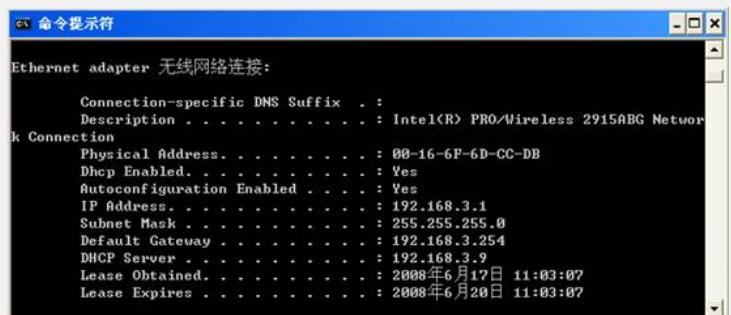 命令提示符
Ethernet adapter 无线网络连接:
Connection-specific DNS Suffix . :
Description . . . . . . . . . . . : Intel(R) PRO/Wireless 2915ABG Networ
k Connection
Physical Address. . . . . . . . . : 00-16-6F-6D-CC-DB
Dhcp Enabled. . . . . . . . . . . : Yes
Autoconfiguration Enabled . . . . : Yes
IP Address. . . . . . . . . . . . : 192.168.3.1
Subnet Mask . . . . . . . . . . . : 255.255.255.0
Default Gateway . . . . . . . . . : 192.168.3.254
DHCP Server . . . . . . . . . . . : 192.168.3.9
Lease Obtained. . . . . . . . . . : 2008年6月17日 11:03:07
Lease Expires . . . . . . . . . . : 2008年6月20日 11:03:07